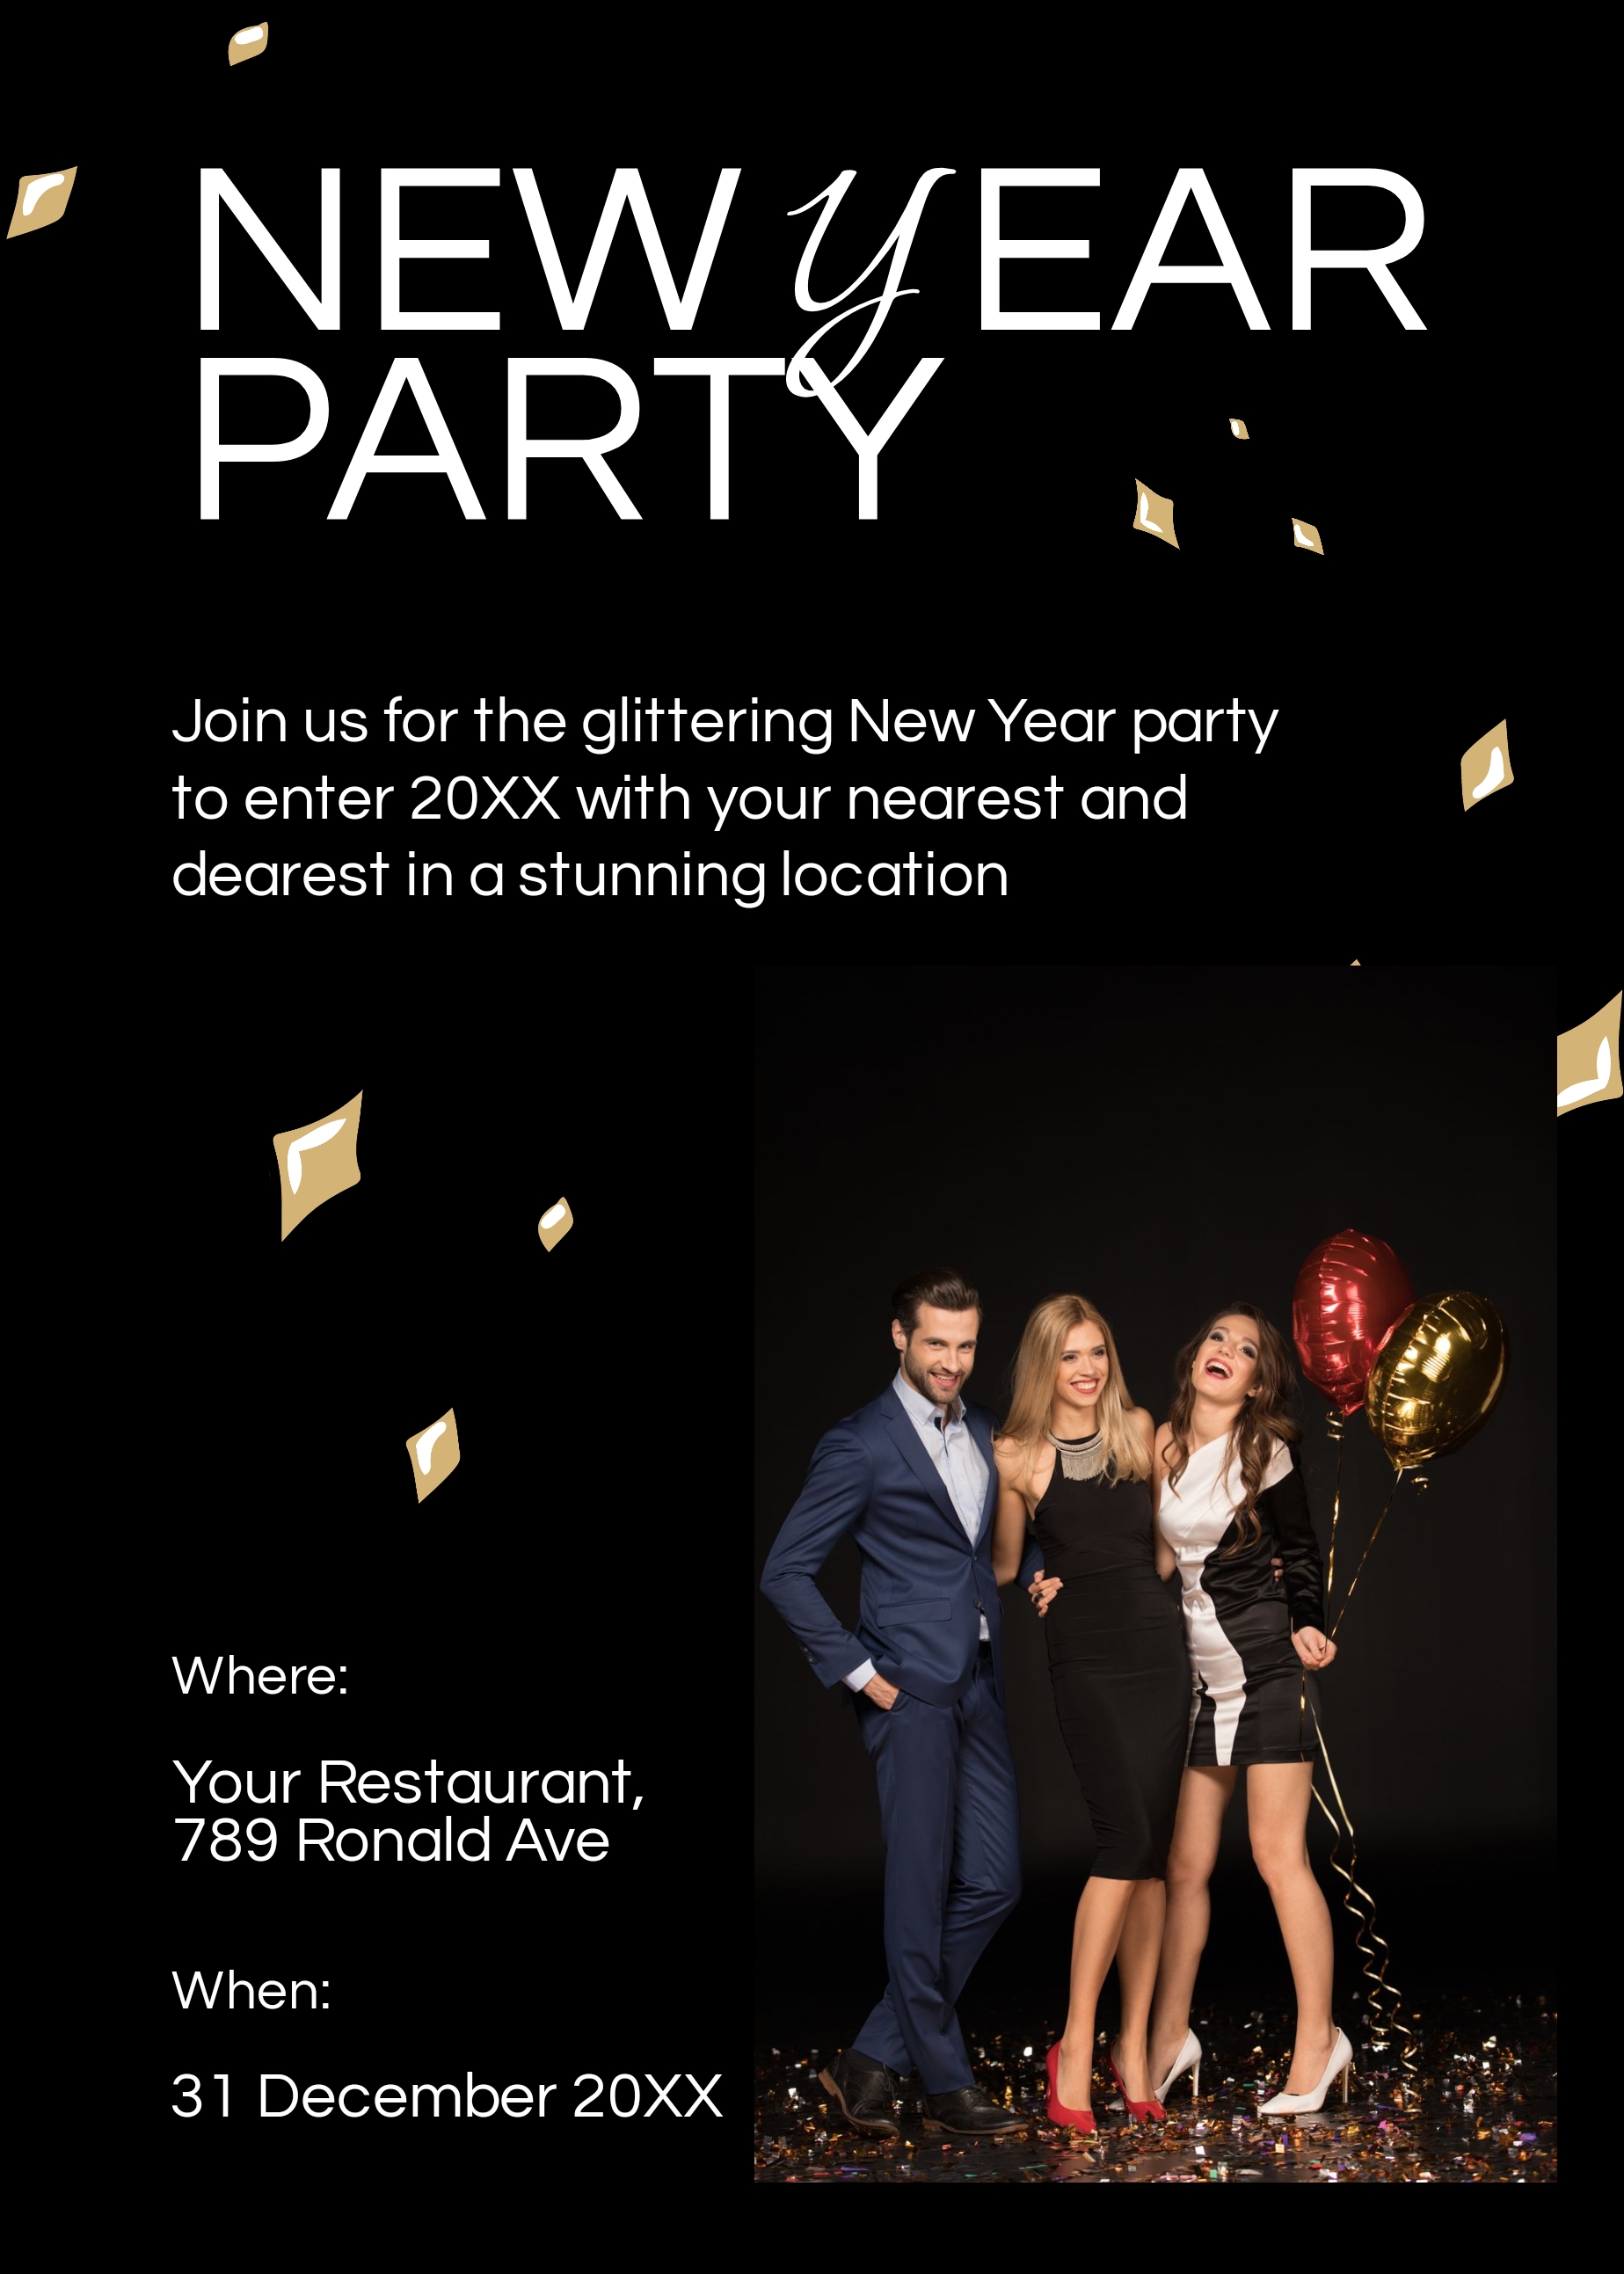 NEW YEAR
PARTY
Join us for the glittering New Year party
to enter 20XX with your nearest and
dearest in a stunning location
Where:
Your Restaurant,
789 Ronald Ave
When:
31 December 20XX